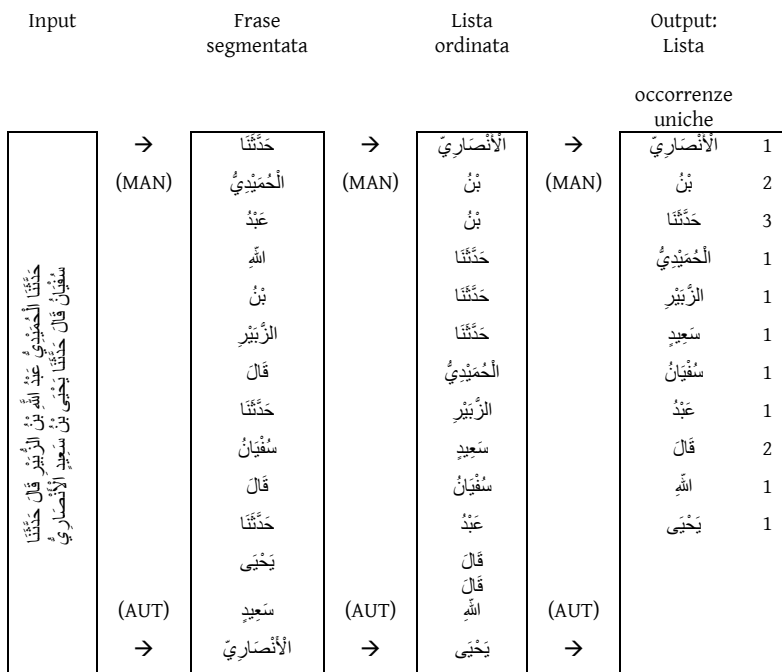 Input Frase Lista Output:
segmentata ordinata Lista
occorrenze
uniche
→ حَدَّثَنَا → الْأَنْصَارِيّ → الْأَنْصَارِيّ 1
(MAN) الْحُمَيْدِيُّ (MAN) بْنُ (MAN) بْنُ 2
عَبْدُ بْنُ حَدَّثَنَا 3
اللَّهِ حَدَّثَنَا الْحُمَيْدِيُّ 1
بْنُ حَدَّثَنَا الزُّبَيْرِ 1
الزُّبَيْرِ حَدَّثَنَا سَعِيدٍ 1
قَالَ الْحُمَيْدِيُّ سُفْيَانُ 1
حَدَّثَنَا الزُّبَيْرِ عَبْدُ 1
سُفْيَانُ سَعِيدٍ قَالَ 2
قَالَ سُفْيَانُ اللَّهِ 1
حَدَّثَنَا عَبْدُ يَحْيَى 1
يَحْيَى قَالَ
قَالَ
(AUT) سَعِيدٍ (AUT) اللَّهِ (AUT)
→ الْأَنْصَارِيّ → يَحْيَى →
حَدَّثَنَا الْحُمَيْدِيُّ عَبْدُ اللَّهِ بْنُ الزُّبَيْرِ قَالَ حَدَّثَنَا
سُفْيَانُ قَالَ حَدَّثَنَا يَحْيَى بْنُ سَعِيدٍ الْأَنْصَارِيُّ